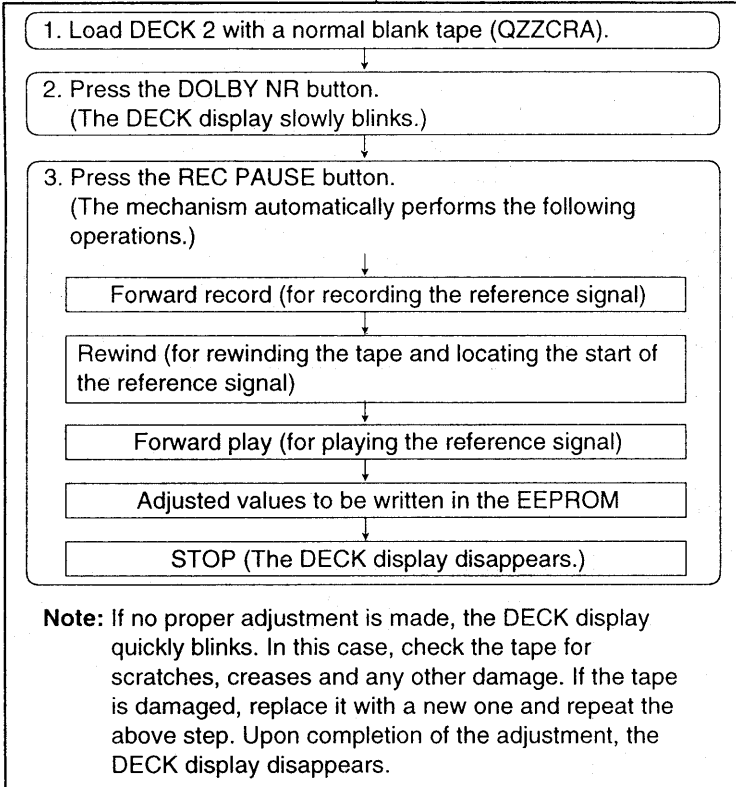 1. Load DECK 2 with a normal blank tape (QZZCRA).
2. Press the DOLBY NR button.
(The DECK display slowly blinks.)
3. Press the REC PAUSE button.
(The mechanism automatically performs the following
operations.)
Forward record (for recording the reference signal)
Rewind (for rewinding the tape and locating the start of
the reference signal)
Forward play (for playing the reference signal)
Adjusted values to be written in the EEPROM
STOP (The DECK display disappears.)
Note: If no proper adjustment is made, the DECK display
quickly blinks. In this case, check the tape for
scratches, creases and any other damage. If the tape
is damaged, replace it with a new one and repeat the
above step. Upon completion of the adjustment, the
DECK display disappears.